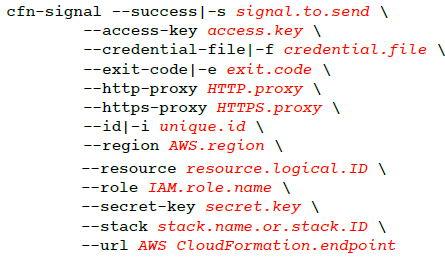 cfn-signal --success|-s signal.to.send \
--access-key access.key \
--credential-file|-f credential.file \
--exit-code|-e exit.code \
--http-proxy HTTP.proxy \
--https-proxy HTTPS.proxy \
--id|-i unique.id \
--region AWS.region \
--resource resource.logical.ID \
--role IAM.role.name \
--secret-key secret.key \
--stack stack.name.or.stack.ID \
--url AWS CloudFormation.endpoint